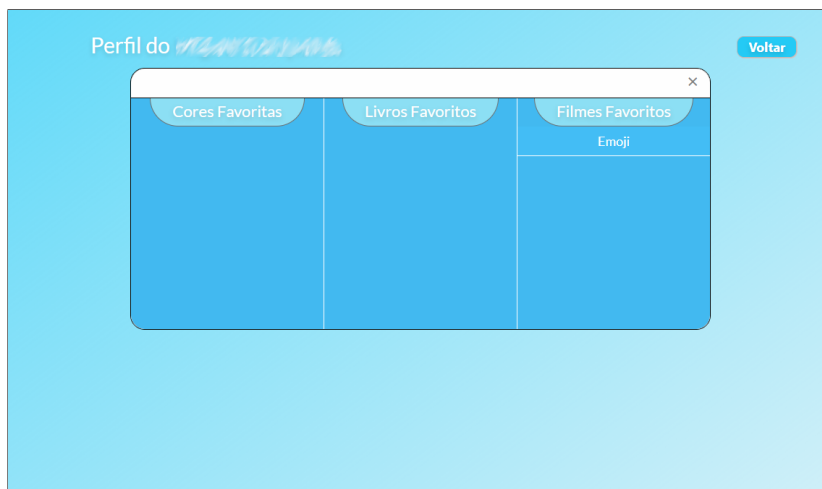 Perfil do
Voltar
×
Cores Favoritas
Livros Favoritos
Filmes Favoritos
Emoji